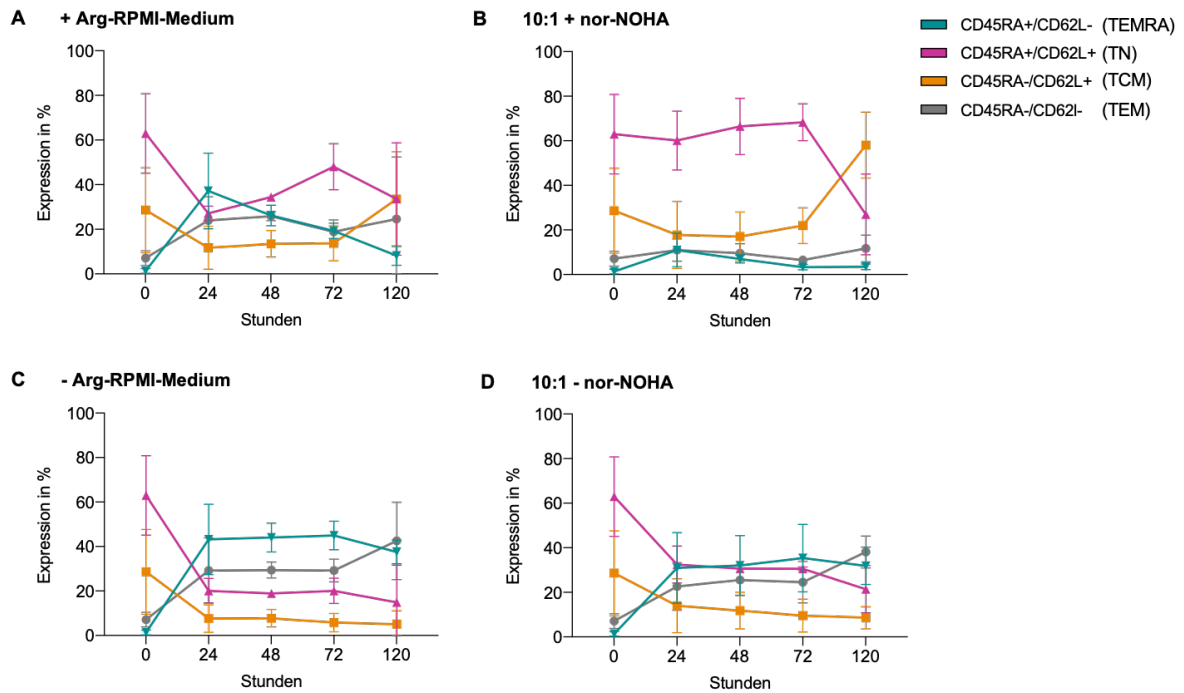 A + Arg-RPMI-Medium
100
80
60
40
20
0
Expression in %
0 24 48 72 120
Stunden
B 10:1 + nor-NOHA
100
80
60
40
20
0
Expression in %
0 24 48 72 120
Stunden
CD45RA+/CD62L- (TEMRA)
CD45RA+/CD62L+ (TN)
CD45RA-/CD62L+ (TCM)
CD45RA-/CD62l- (TEM)
C - Arg-RPMI-Medium
100
80
60
40
20
0
Expression in %
0 24 48 72 120
Stunden
D 10:1 - nor-NOHA
100
80
60
40
20
0
Expression in %
0 24 48 72 120
Stunden